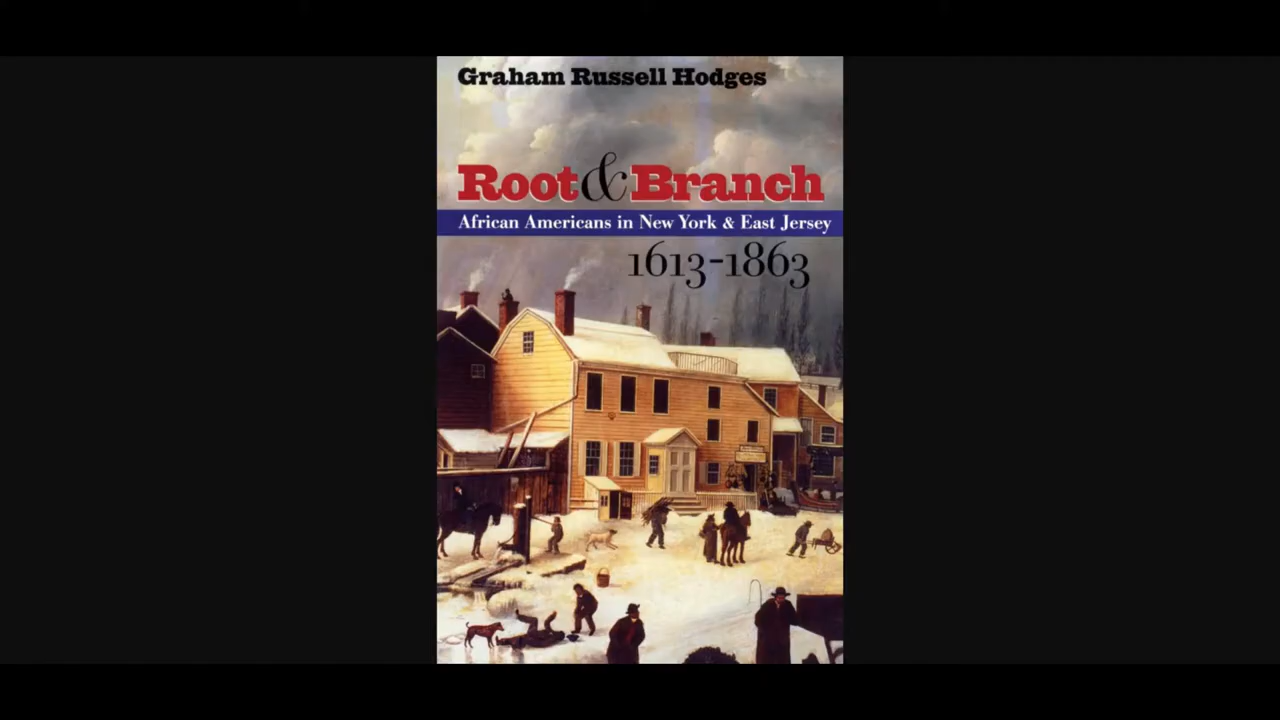 Graham Russell Hodges
Root & Branch
African Americans in New York & East Jersey
1613-1863